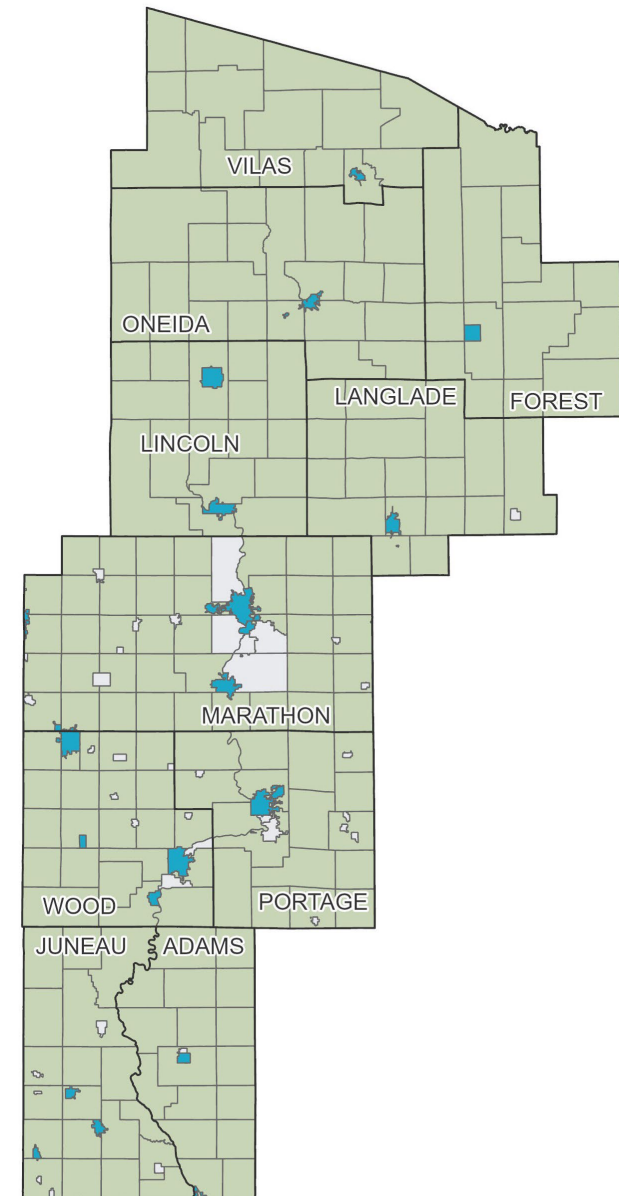 VILAS
ONEIDA
LANGLADE
FOREST
LINCOLN
MARATHON
WOOD
PORTAGE
JUNEAU
ADAMS